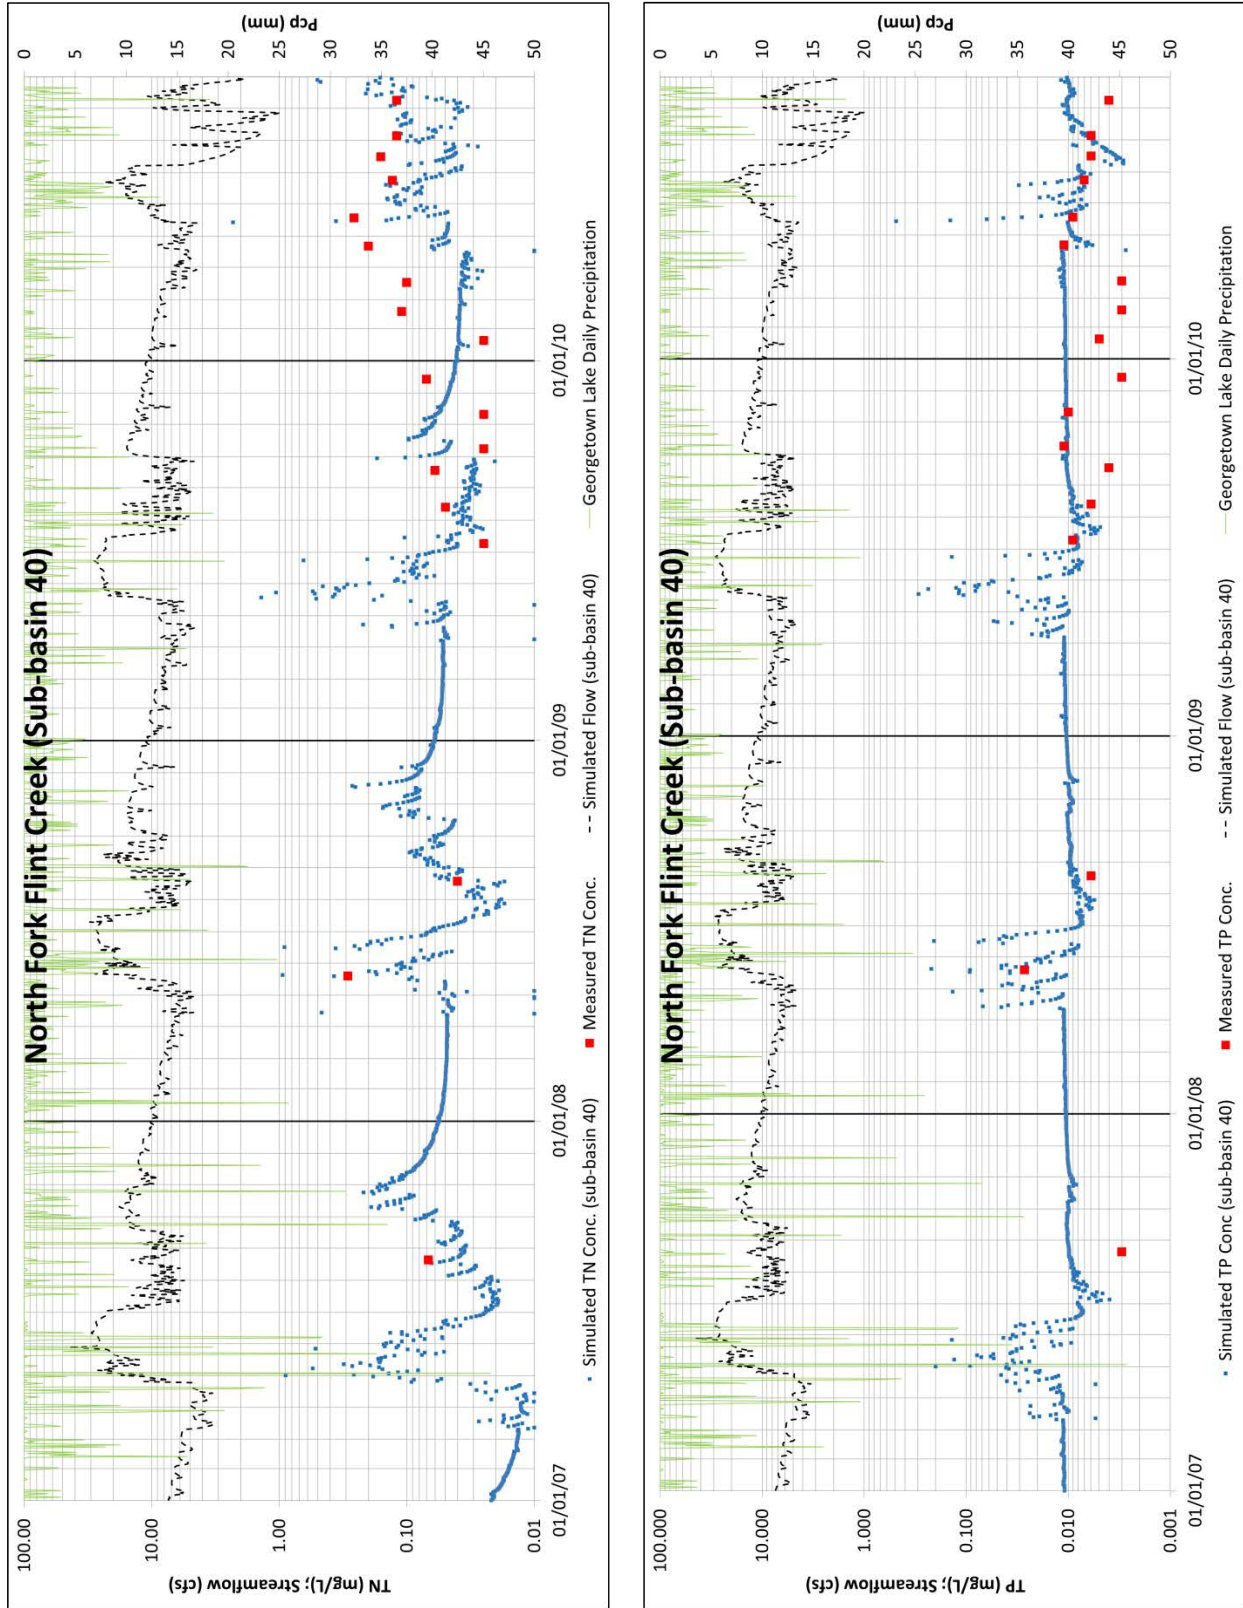 North Fork Flint Creek (Sub-basin 40)
TN (mg/L); Streamflow (cfs)
100.00
10.00
1.00
0.10
0.01
Pcp (mm)
0
5
10
15
20
25
30
35
40
45
50
01/01/07
01/01/08
01/01/09
01/01/10
Simulated TN Conc. (sub-basin 40)
Measured TN Conc.
Simulated Flow (sub-basin 40)
Georgetown Lake Daily Precipitation
North Fork Flint Creek (Sub-basin 40)
TP (mg/L); Streamflow (cfs)
100.000
10.000
1.000
0.100
0.010
0.001
Pcp (mm)
0
5
10
15
20
25
30
35
40
45
50
01/01/07
01/01/08
01/01/09
01/01/10
Simulated TP Conc (sub-basin 40)
Measured TP Conc.
Simulated Flow (sub-basin 40)
Georgetown Lake Daily Precipitation